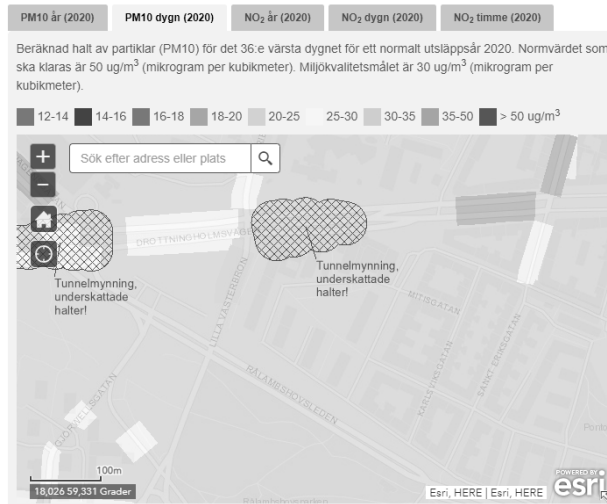 PM10 år (2020)
PM10 dygn (2020)
NO₂ år (2020)
NO₂ dygn (2020)
NO₂ timme (2020)
Beräknad halt av partiklar (PM10) för det 36:e värsta dygnet för ett normalt utsläppsår 2020. Normvärdet som
ska klaras är 50 ug/m³ (mikrogram per kubikmeter). Miljökvalitetsmålet är 30 ug/m³ (mikrogram per
kubikmeter).
12-14 14-16 16-18 18-20 20-25 25-30 30-35 35-50 > 50 ug/m³
+
Sök efter adress eller plats
−
DROTTNINGHOLMSVÄGEN
Tunnelmynning,
underskattade
halter!
Tunnelmynning,
underskattade
halter!
LILLA VÄSTERBRON
MITISGATAN
KARLSVIKSGATAN
SANKT ERIKSGATAN
RÅLAMBSHOVSLEDEN
GJÖRWELLSGATAN
100m
18,026 59,331 Grader
Rålambshovsparken
Esri, HERE | Esri, HERE
POWERED BY
esri